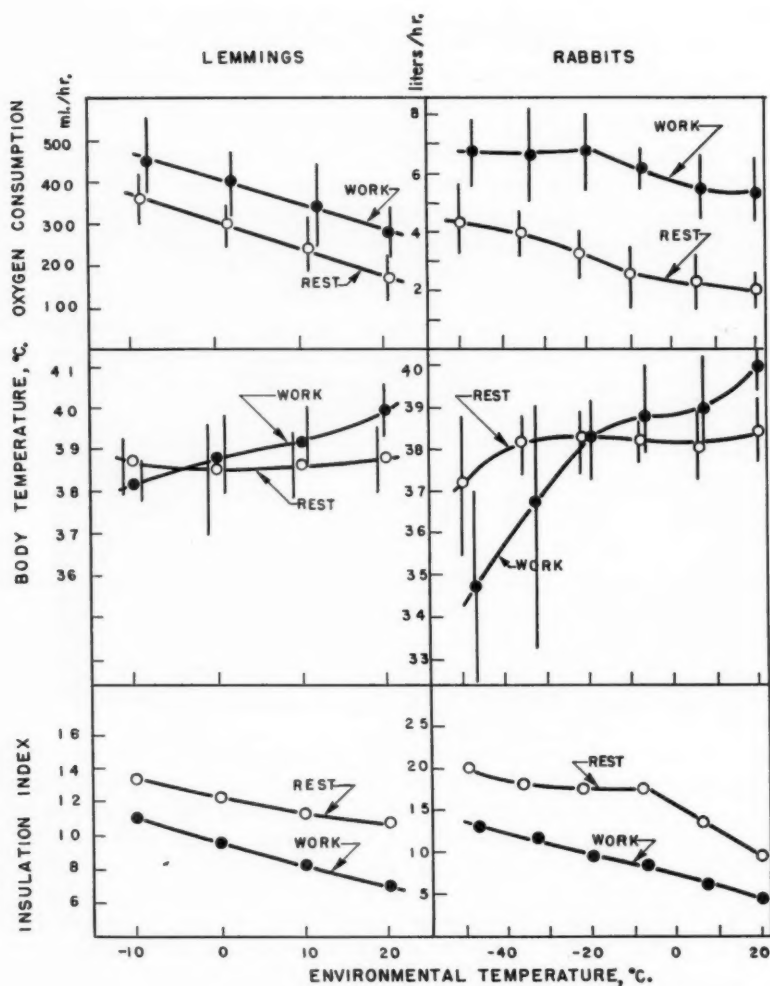 LEMMINGS
RABBITS
OXYGEN CONSUMPTION
ml./hr.
500
400
300
200
100
WORK
REST
liters/hr.
8
6
4
2
WORK
REST
BODY TEMPERATURE, °C.
41
40
39
38
37
36
WORK
REST
40
39
38
37
36
35
34
33
REST
WORK
INSULATION INDEX
16
14
12
10
8
6
REST
WORK
25
20
15
10
5
REST
WORK
-10
0
10
20
-40
-20
0
20
ENVIRONMENTAL TEMPERATURE, °C.